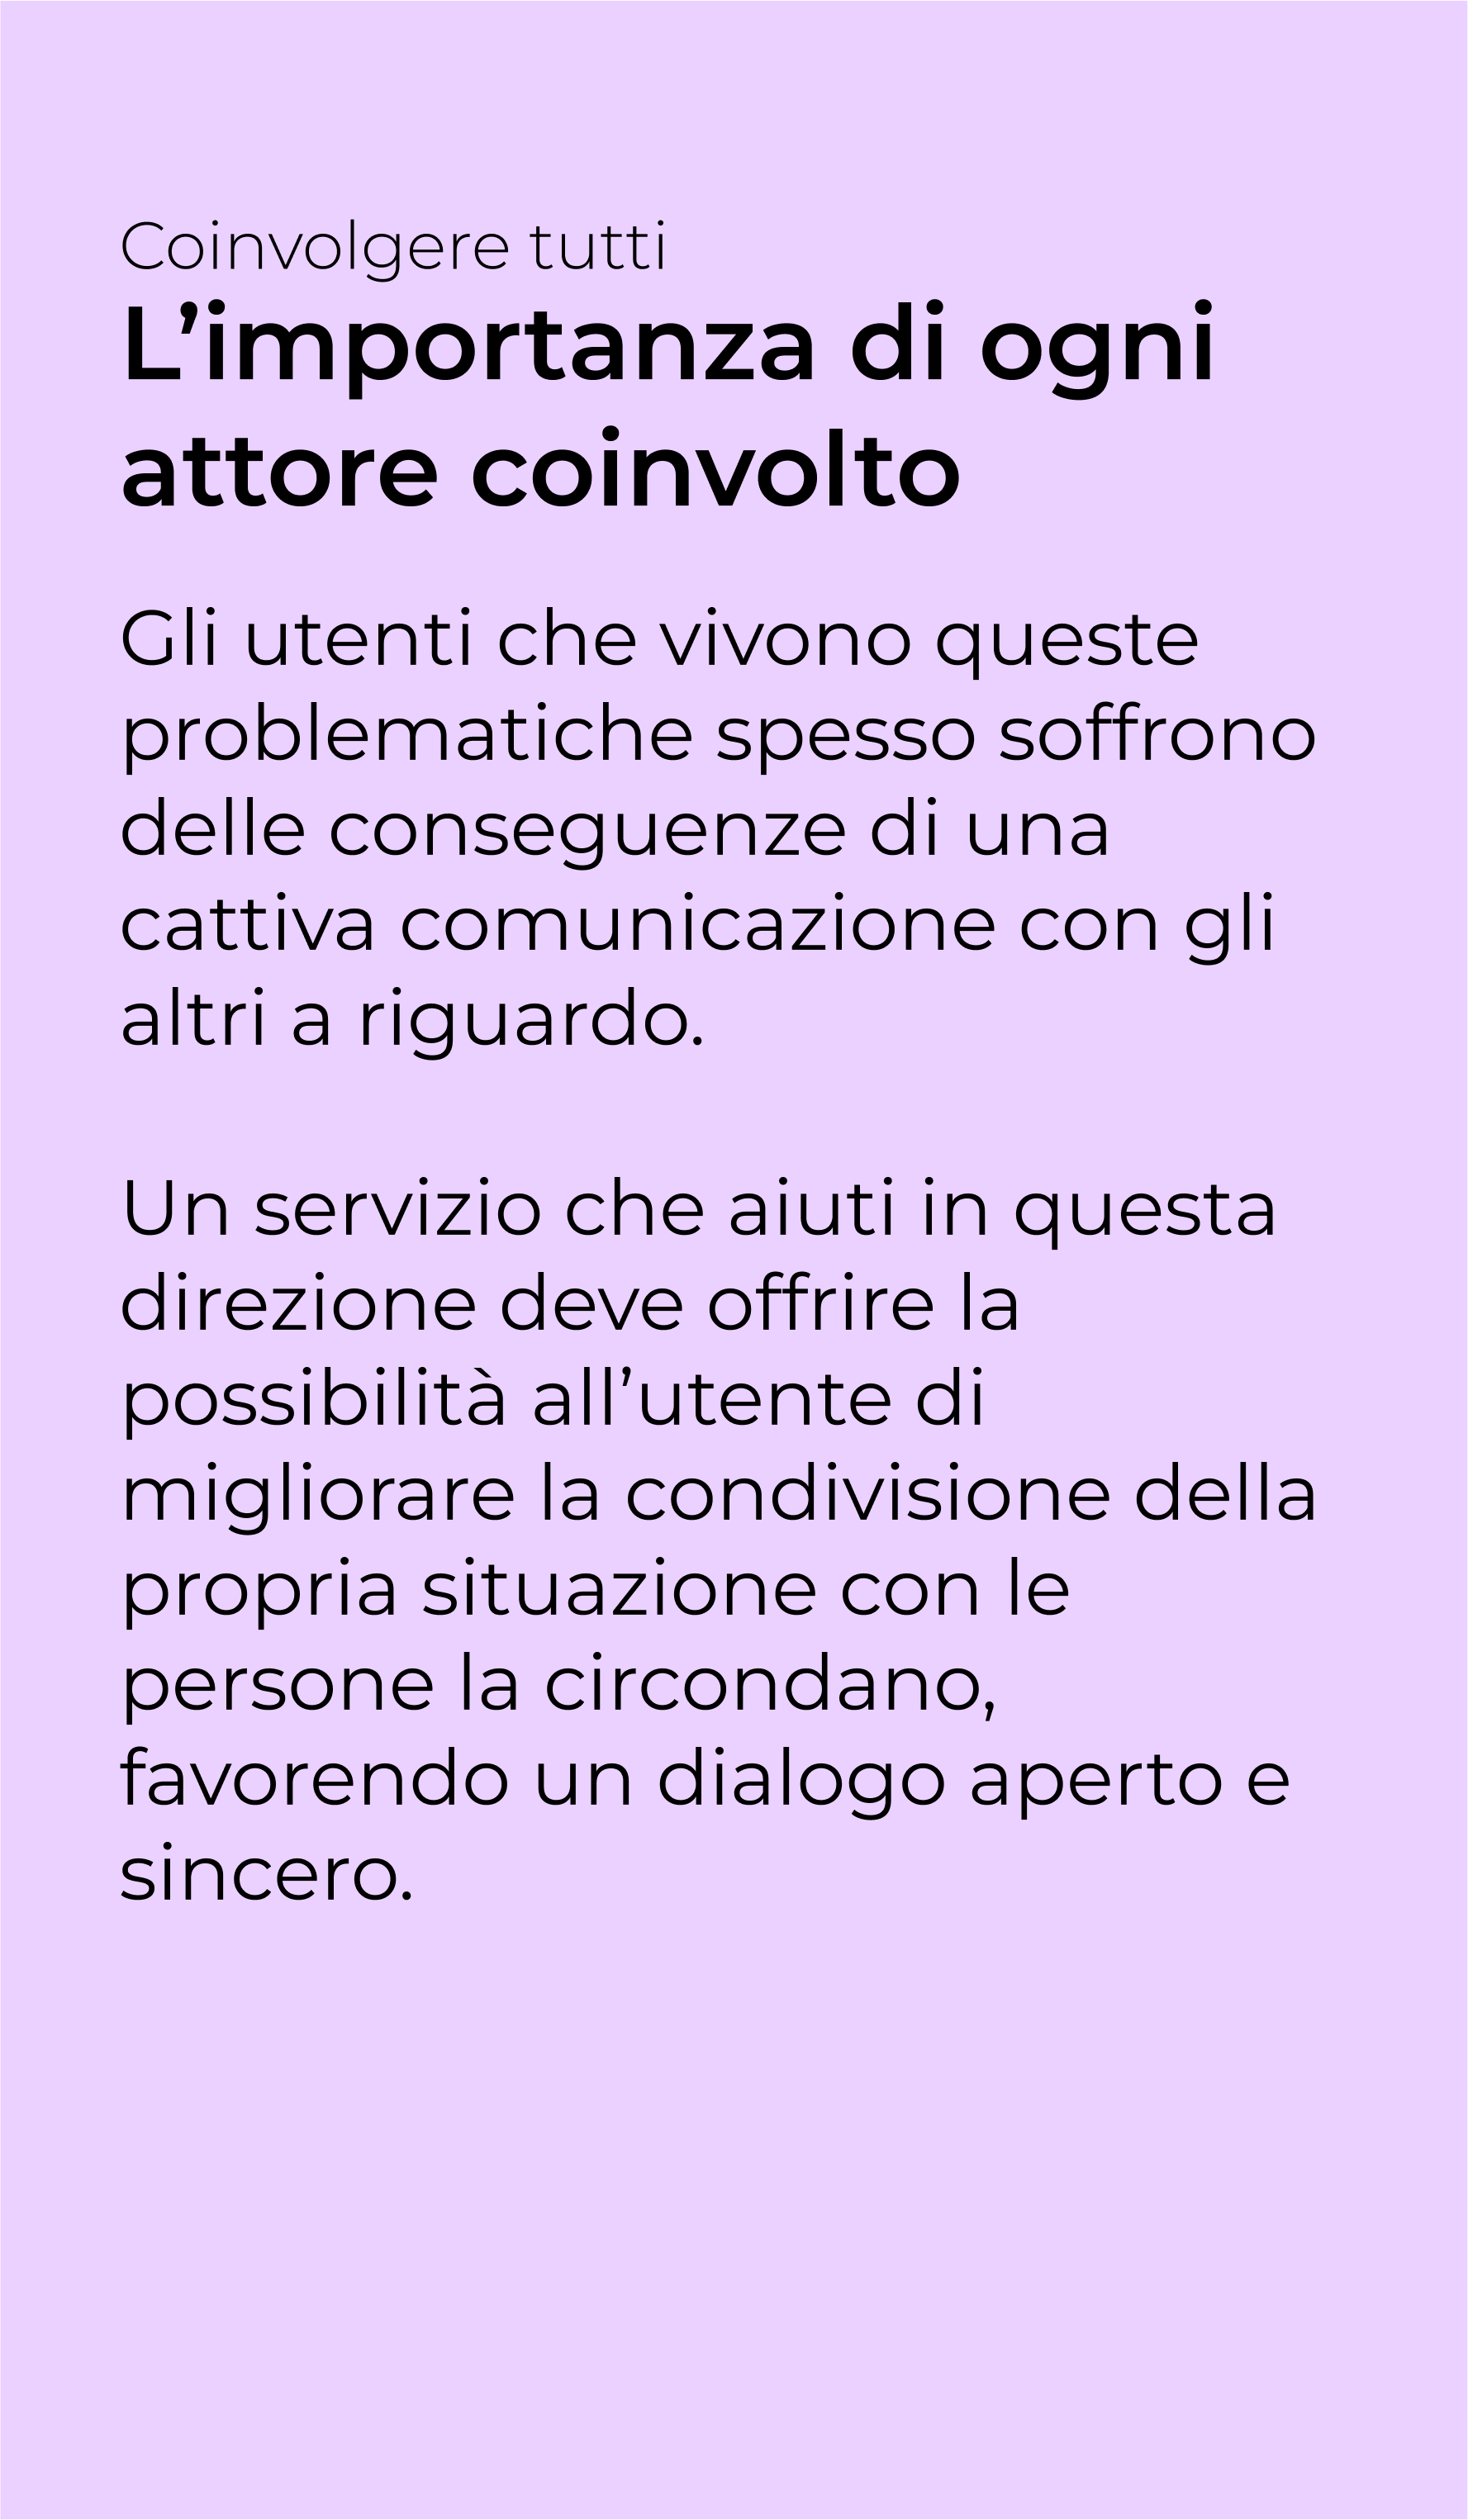 Coinvolgere tutti
L’importanza di ogni
attore coinvolto
Gli utenti che vivono queste
problematiche spesso soffrono
delle conseguenze di una
cattiva comunicazione con gli
altri a riguardo.
Un servizio che aiuti in questa
direzione deve offrire la
possibilità all’utente di
migliorare la condivisione della
propria situazione con le
persone la circondano,
favorendo un dialogo aperto e
sincero.